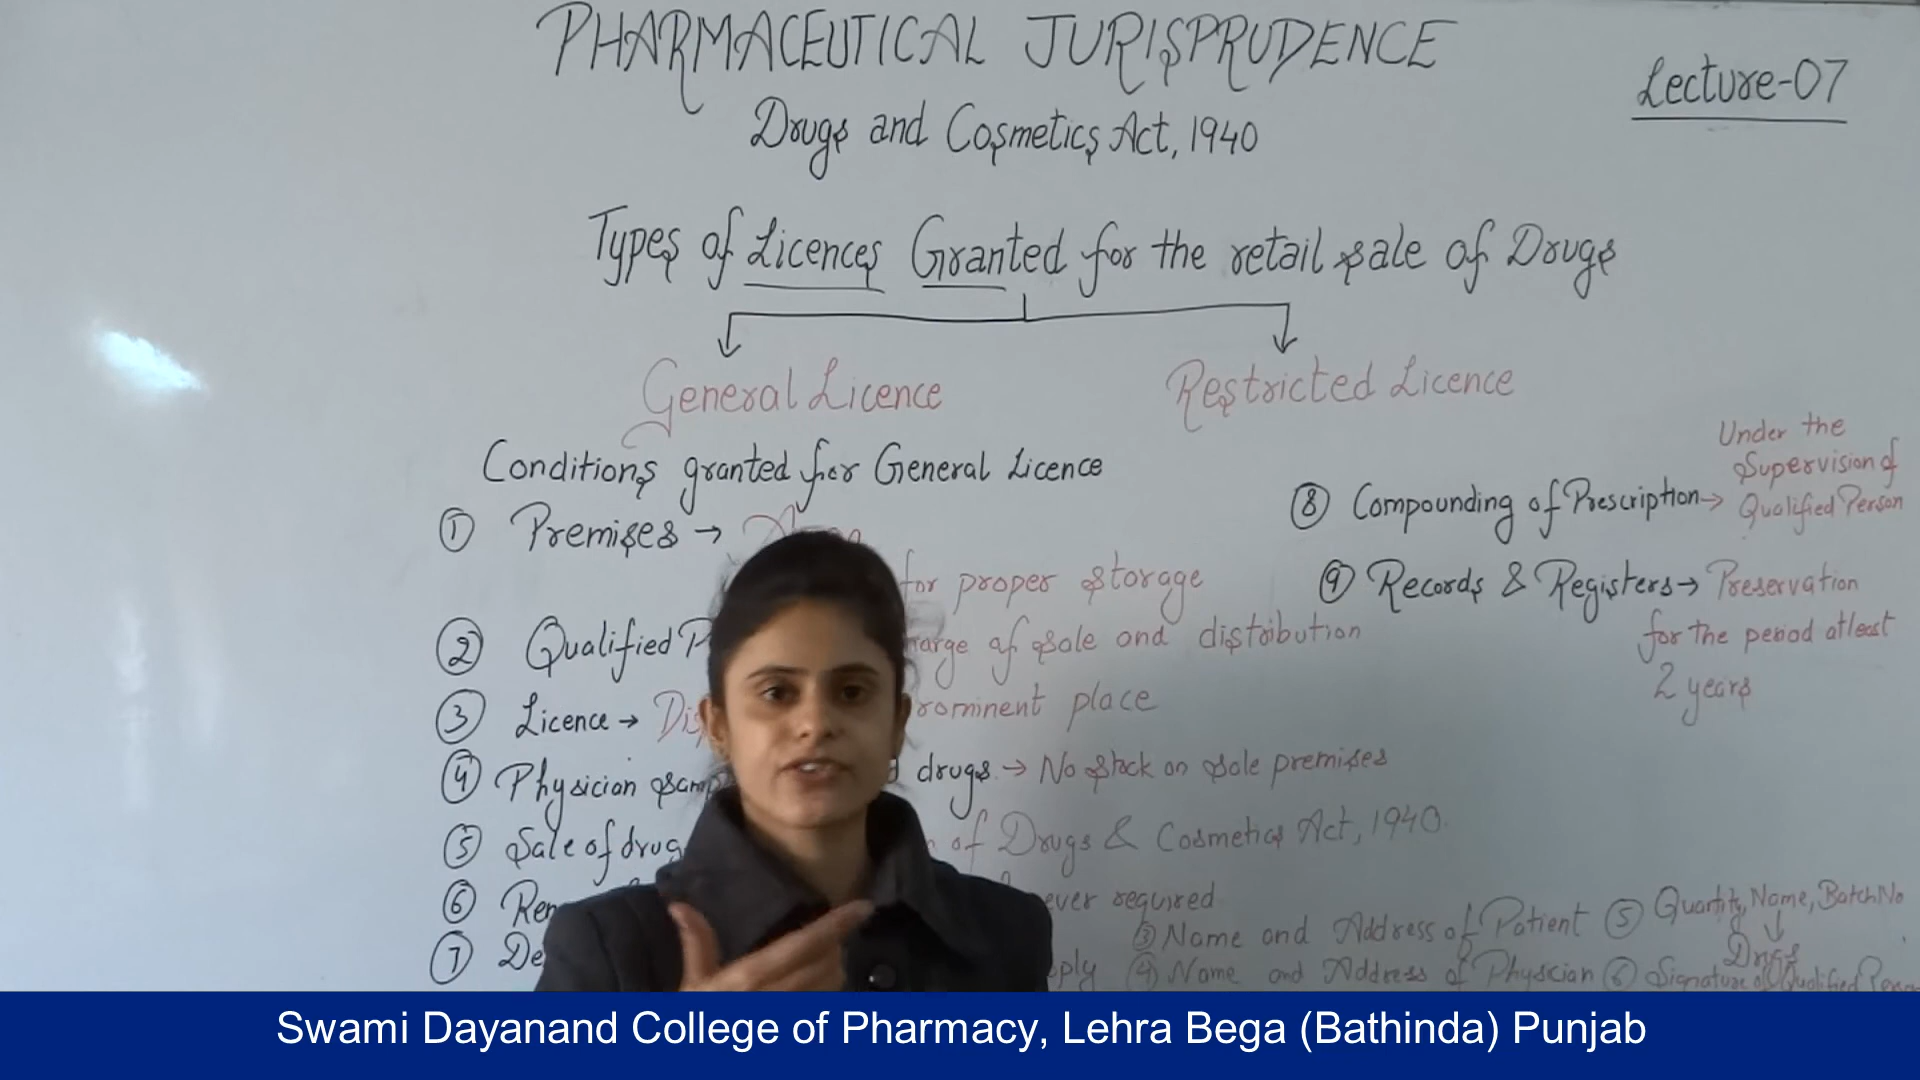 PHARMACEUTICAL JURISPRUDENCE
Lecture-07
Drugs and Cosmetics Act, 1940
Types of Licences Granted for the retail sale of Drugs
General Licence
Restricted Licence
Conditions granted for General Licence
① Premises →
for proper storage
② Qualified
of sale and distribution
③ Licence →
prominent place
④ Physician
drugs → No stock on sale premises
⑤ Sale of drug
of Drugs & Cosmetics Act, 1940.
⑥
ever required
⑦
③ Name and Address of Patient
④ Name and Address of Physcian
⑤ Quantity, Name, Batch No
Drugs
⑥ Signature of Qualified
⑧ Compounding of Prescription → Under the
Supervision of
Qualified Person
⑨ Records & Registers → Preservation
for the period atleast
2 years
Swami Dayanand College of Pharmacy, Lehra Bega (Bathinda) Punjab